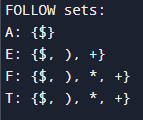 FOLLOW sets:
A: {$}
E: {$, ), +}
F: {$, ), *, +}
T: {$, ), *, +}